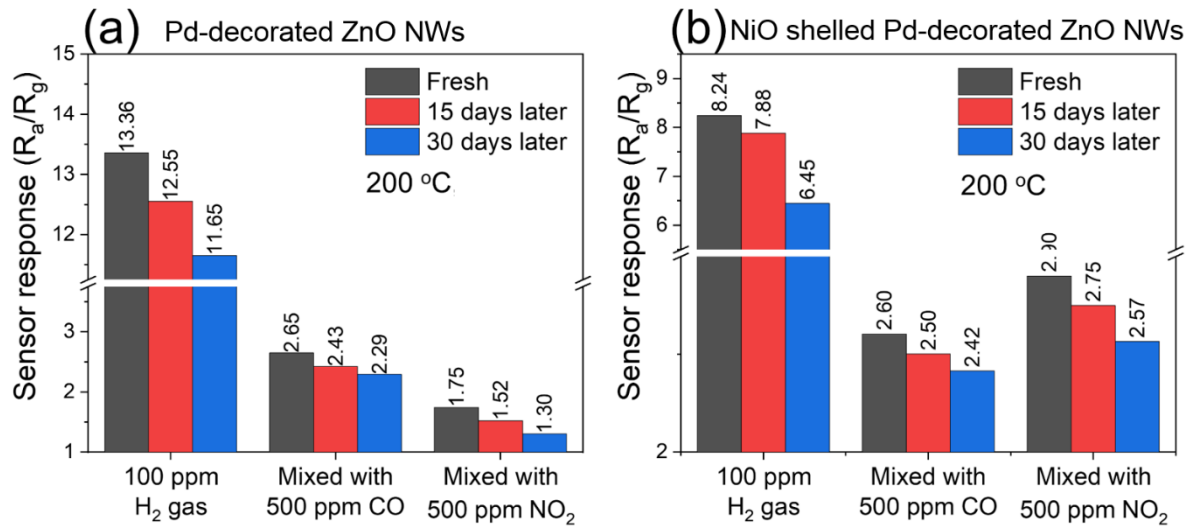 (a) Pd-decorated ZnO NWs
Sensor response (Rₐ/R_g)
15
14
13
12
3
2
1
Fresh
15 days later
30 days later
200 °C
13.36
12.55
11.65
2.65
2.43
2.29
1.75
1.52
1.30
100 ppm
H₂ gas
Mixed with
500 ppm CO
Mixed with
500 ppm NO₂
(b) NiO shelled Pd-decorated ZnO NWs
Sensor response (Rₐ/R_g)
9
8
7
6
2
Fresh
15 days later
30 days later
200 °C
8.24
7.88
6.45
2.60
2.50
2.42
2.90
2.75
2.57
100 ppm
H₂ gas
Mixed with
500 ppm CO
Mixed with
500 ppm NO₂